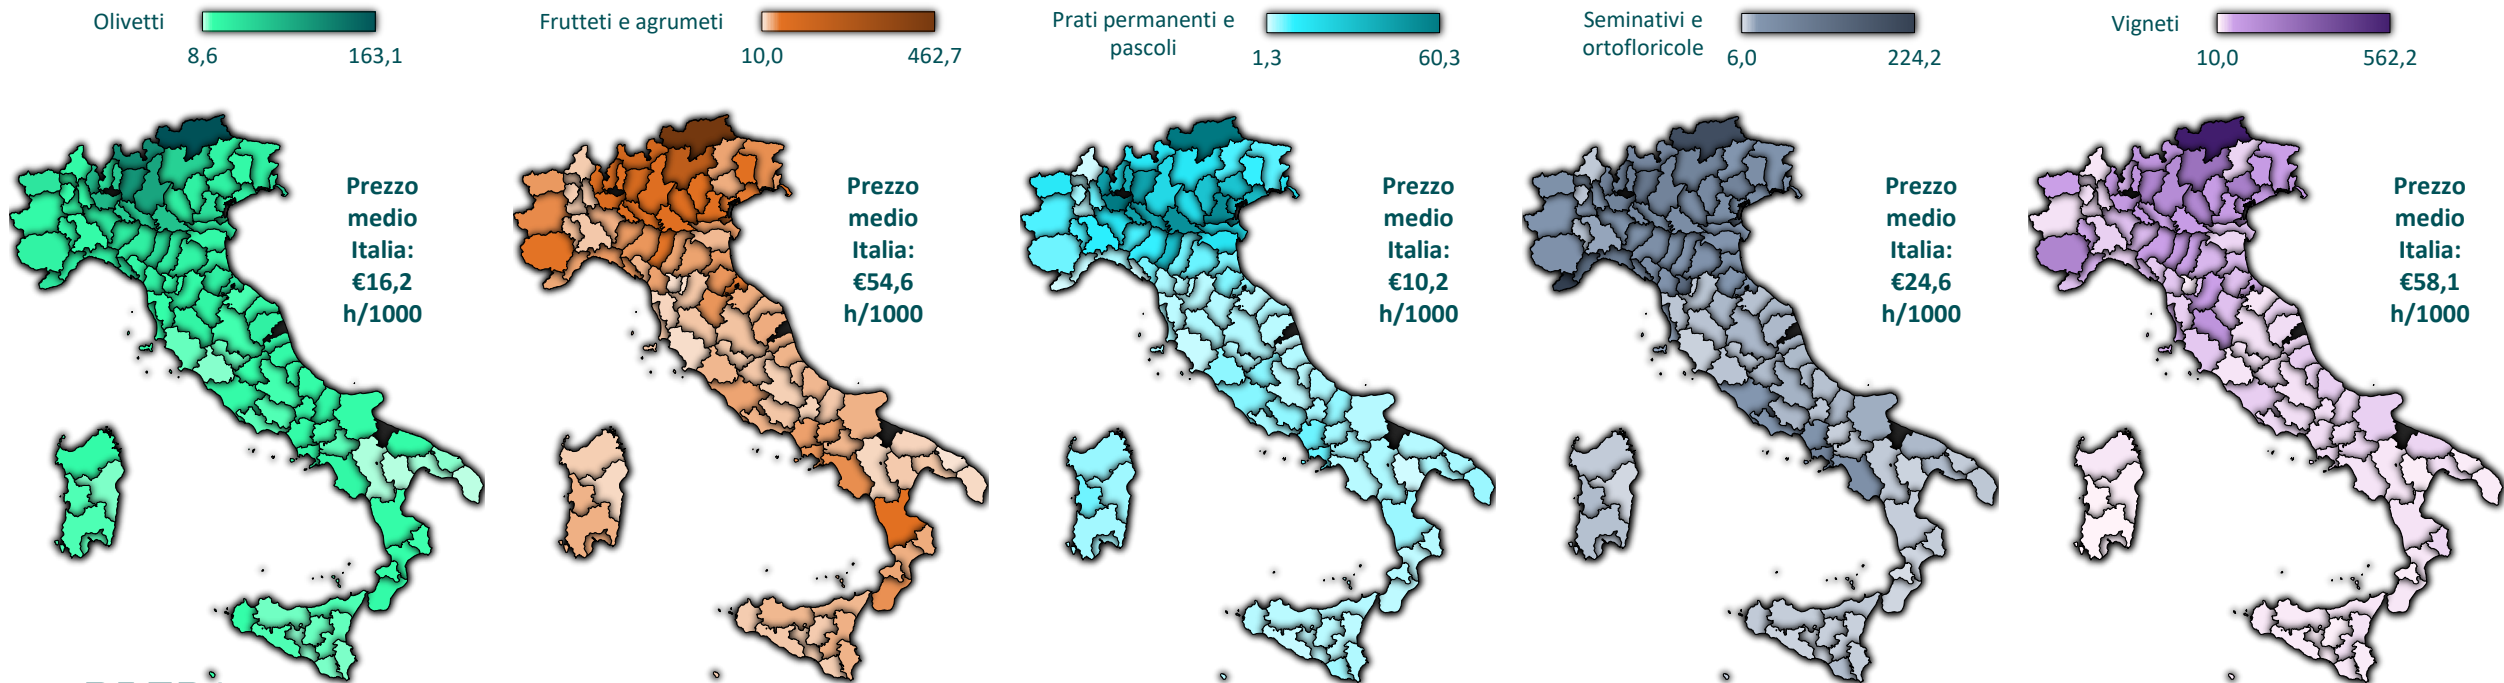 Olivetti
8,6
163,1
Frutteti e agrumeti
10,0
462,7
Prati permanenti e
pascoli
1,3
60,3
Seminativi e
ortofloricole
6,0
224,2
Vigneti
10,0
562,2
Prezzo
medio
Italia:
€16,2
h/1000
Prezzo
medio
Italia:
€54,6
h/1000
Prezzo
medio
Italia:
€10,2
h/1000
Prezzo
medio
Italia:
€24,6
h/1000
Prezzo
medio
Italia:
€58,1
h/1000